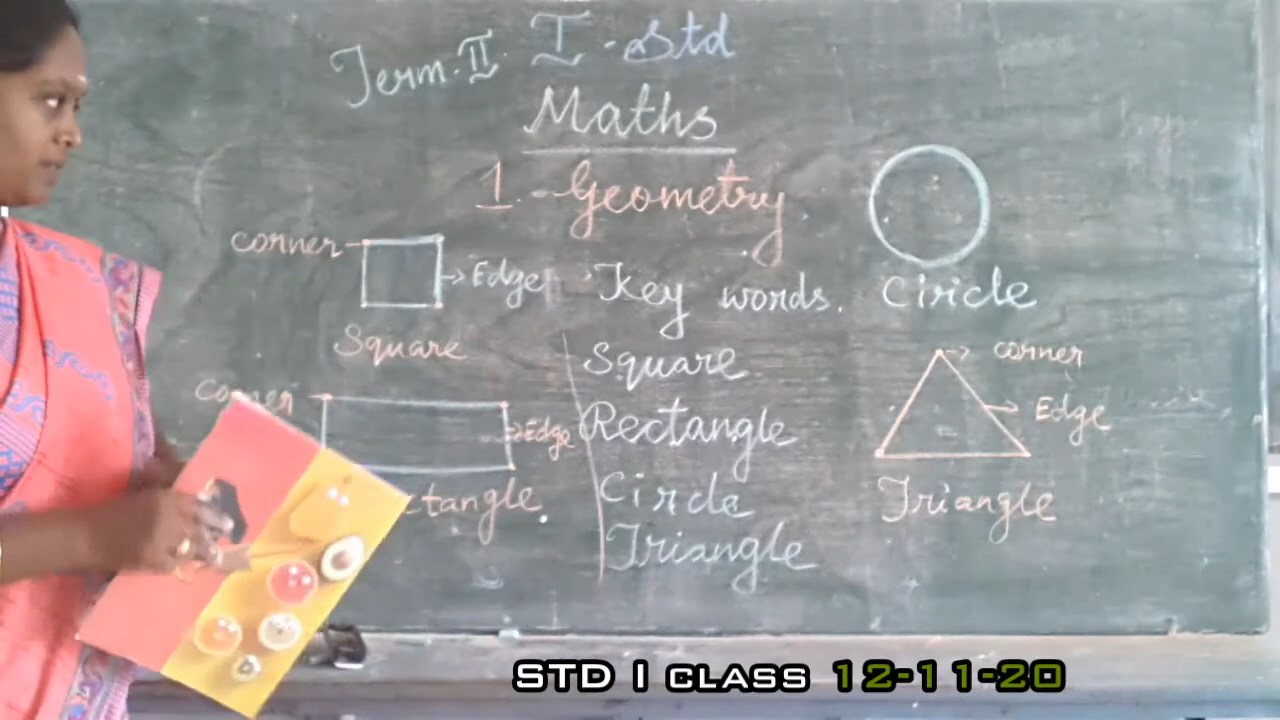 Term.II I-Std
Maths
1-Geometry
corner
Edge
Square
Key words.
Circle
corner
Edge
ctangle.
Square
Rectangle
Circle
Triangle
corner
Edge
Triangle
STD I CLASS 12-11-20